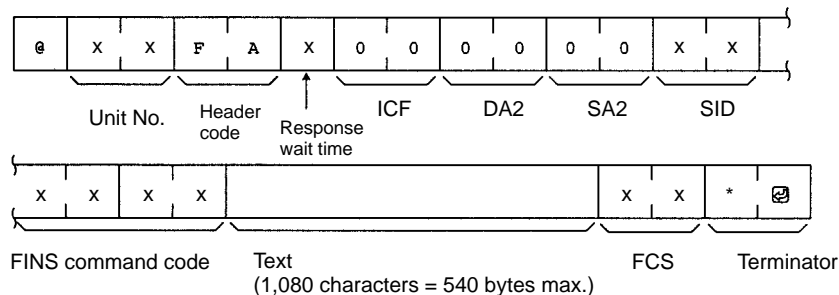 @ X X F A X 0 0 0 0 0 0 X X
Unit No. Header code Response wait time ICF DA2 SA2 SID
X X X X X X * ↵
FINS command code Text FCS Terminator
(1,080 characters = 540 bytes max.)